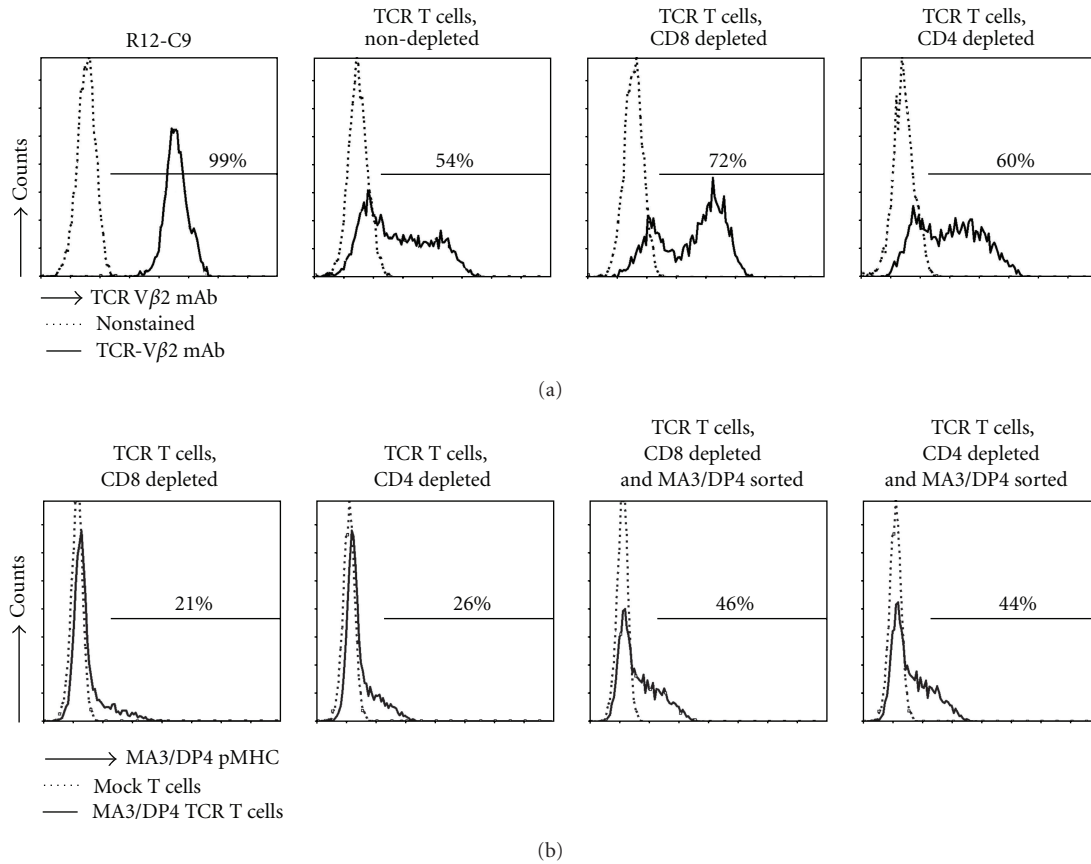 R12-C9
TCR T cells,
non-depleted
TCR T cells,
CD8 depleted
TCR T cells,
CD4 depleted
99%
54%
72%
60%
Counts
TCR Vβ2 mAb
Nonstained
TCR-Vβ2 mAb
(a)
TCR T cells,
CD8 depleted
TCR T cells,
CD4 depleted
TCR T cells,
CD8 depleted
and MA3/DP4 sorted
TCR T cells,
CD4 depleted
and MA3/DP4 sorted
21%
26%
46%
44%
Counts
MA3/DP4 pMHC
Mock T cells
MA3/DP4 TCR T cells
(b)